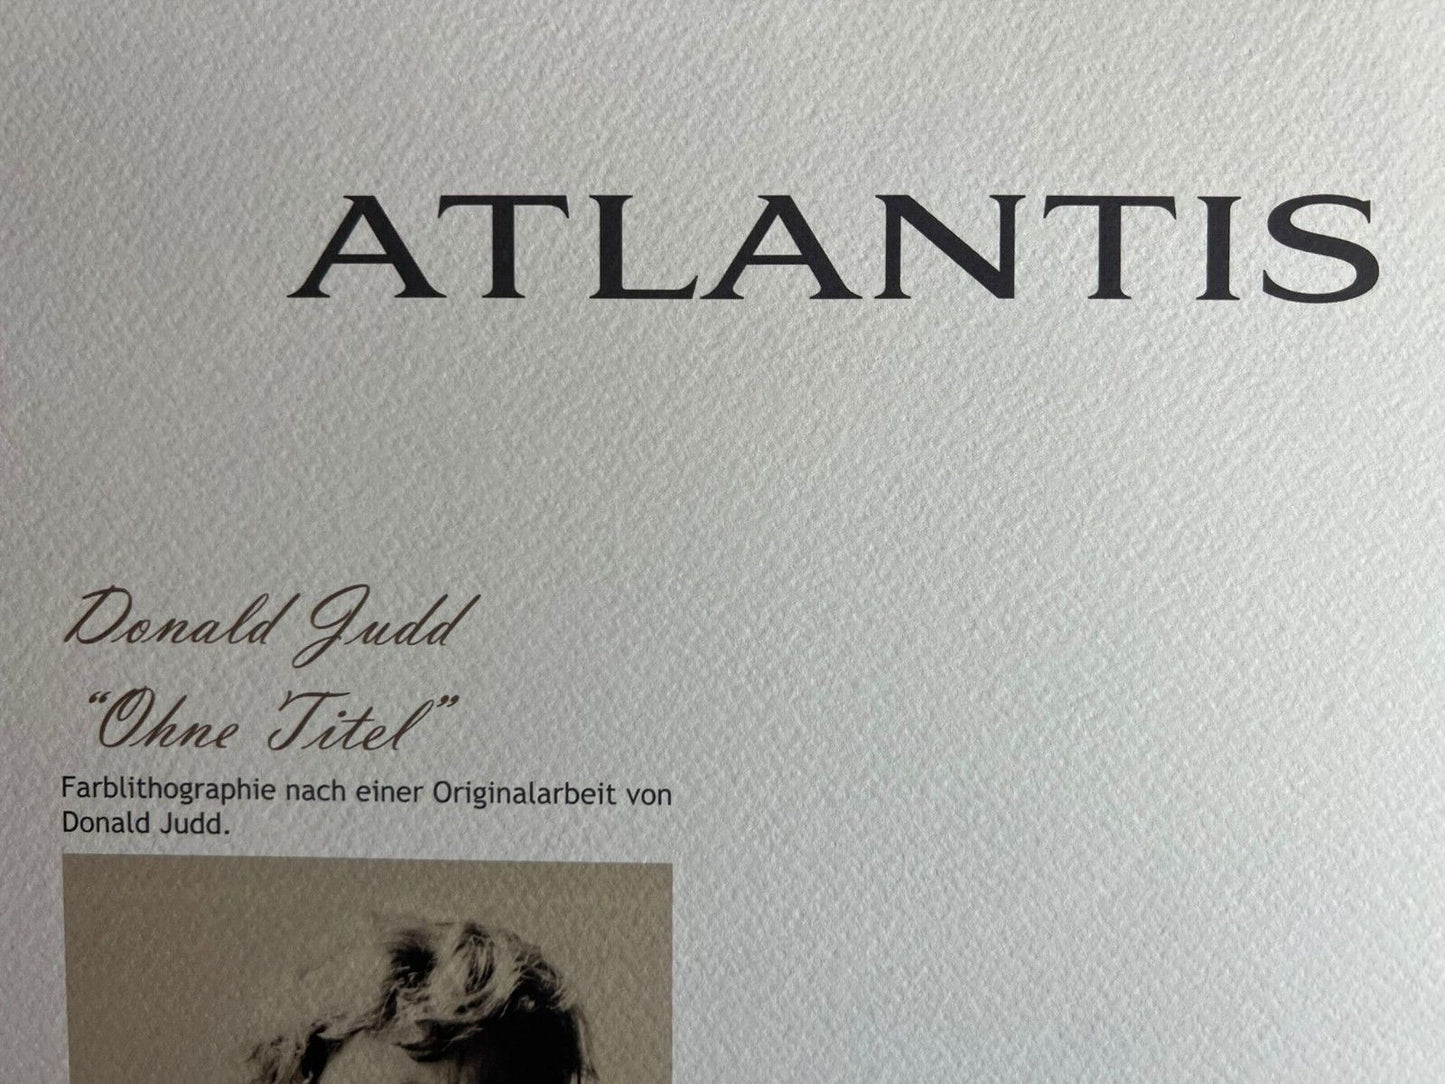 ATLANTIS
Donald Judd
“Ohne Titel”
Farblithographie nach einer Originalarbeit von
Donald Judd.